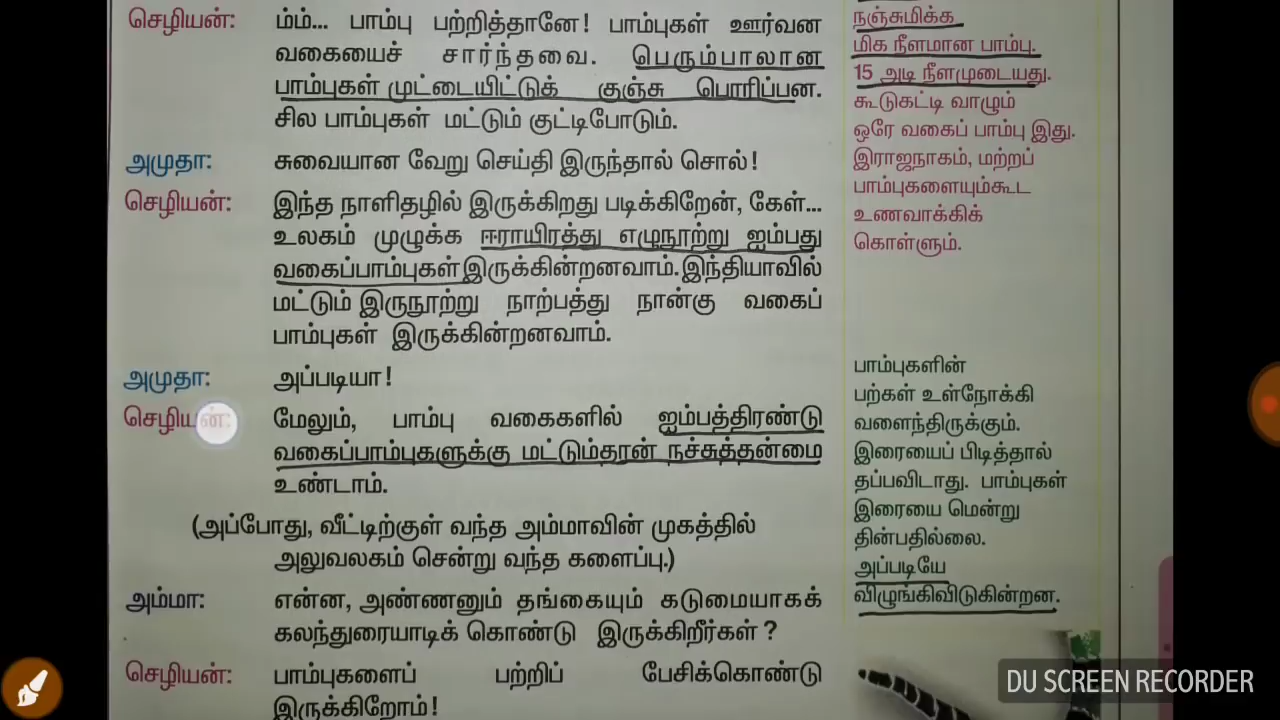 செழியன்: ம்ம்... பாம்பு பற்றித்தானே! பாம்புகள் ஊர்வன
வகையைச் சார்ந்தவை. பெரும்பாலான
பாம்புகள் முட்டையிட்டுக் குஞ்சு பொரிப்பன.
சில பாம்புகள் மட்டும் குட்டிபோடும்.
அமுதா: சுவையான வேறு செய்தி இருந்தால் சொல்!
செழியன்: இந்த நாளிதழில் இருக்கிறது படிக்கிறேன், கேள்...
உலகம் முழுக்க ஈராயிரத்து எழுநூற்று ஐம்பது
வகைப்பாம்புகள் இருக்கின்றனவாம். இந்தியாவில்
மட்டும் இருநூற்று நாற்பத்து நான்கு வகைப்
பாம்புகள் இருக்கின்றனவாம்.
அமுதா: அப்படியா!
செழியன்: மேலும், பாம்பு வகைகளில் ஐம்பத்திரண்டு
வகைப்பாம்புகளுக்கு மட்டும்தான் நச்சுத்தன்மை
உண்டாம்.
(அப்போது, வீட்டிற்குள் வந்த அம்மாவின் முகத்தில்
அலுவலகம் சென்று வந்த களைப்பு.)
அம்மா: என்ன, அண்ணனும் தங்கையும் கடுமையாகக்
கலந்துரையாடிக் கொண்டு இருக்கிறீர்கள் ?
செழியன்: பாம்புகளைப் பற்றிப் பேசிக்கொண்டு
இருக்கிறோம்!
நஞ்சுமிக்க
மிக நீளமான பாம்பு.
15 அடி நீளமுடையது.
கூடுகட்டி வாழும்
ஒரே வகைப் பாம்பு இது.
இராஜநாகம், மற்றப்
பாம்புகளையும்கூட
உணவாக்கிக்
கொள்ளும்.
பாம்புகளின்
பற்கள் உள்நோக்கி
வளைந்திருக்கும்.
இரையைப் பிடித்தால்
தப்பவிடாது. பாம்புகள்
இரையை மென்று
தின்பதில்லை.
அப்படியே
விழுங்கிவிடுகின்றன.
DU SCREEN RECORDER